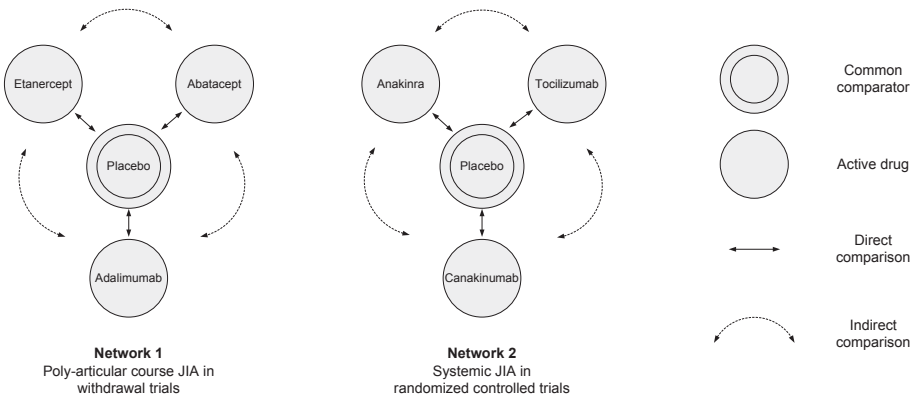 Etanercept
Abatacept
Placebo
Adalimumab
Network 1
Poly-articular course JIA in
withdrawal trials
Anakinra
Tocilizumab
Placebo
Canakinumab
Network 2
Systemic JIA in
randomized controlled trials
Common
comparator
Active drug
Direct
comparison
Indirect
comparison